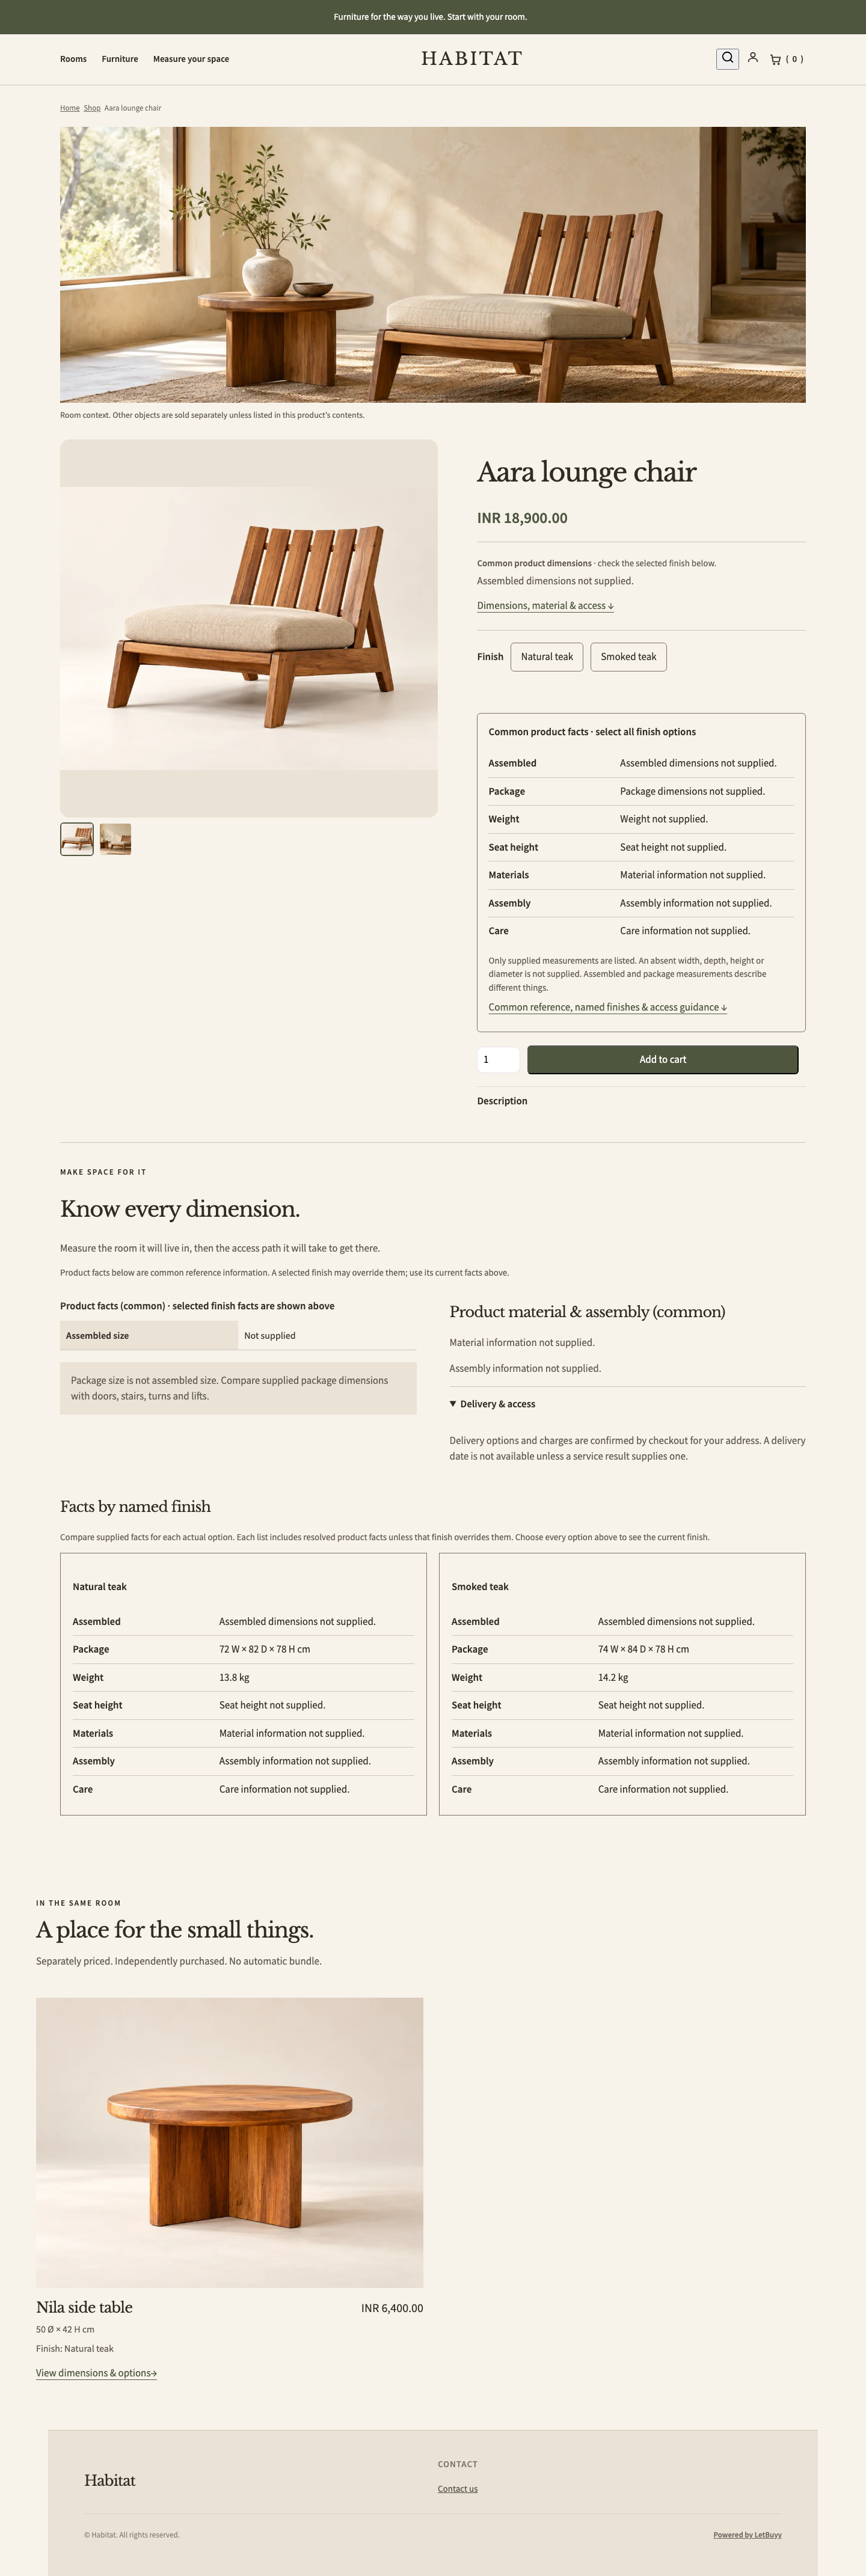 Furniture for the way you live. Start with your room.
Rooms Furniture Measure your space
HABITAT
( 0 )
Home Shop Aara lounge chair
Room context. Other objects are sold separately unless listed in this product's contents.
Aara lounge chair
INR 18,900.00
Common product dimensions · check the selected finish below.
Assembled dimensions not supplied.
Dimensions, material & access ↓
Finish Natural teak Smoked teak
Common product facts · select all finish options
Assembled Assembled dimensions not supplied.
Package Package dimensions not supplied.
Weight Weight not supplied.
Seat height Seat height not supplied.
Materials Material information not supplied.
Assembly Assembly information not supplied.
Care Care information not supplied.
Only supplied measurements are listed. An absent width, depth, height or
diameter is not supplied. Assembled and package measurements describe
different things.
Common reference, named finishes & access guidance ↓
1 Add to cart
Description
MAKE SPACE FOR IT
Know every dimension.
Measure the room it will live in, then the access path it will take to get there.
Product facts below are common reference information. A selected finish may override them; use its current facts above.
Product facts (common) · selected finish facts are shown above
Assembled size Not supplied
Package size is not assembled size. Compare supplied package dimensions
with doors, stairs, turns and lifts.
Product material & assembly (common)
Material information not supplied.
Assembly information not supplied.
▼ Delivery & access
Delivery options and charges are confirmed by checkout for your address. A delivery
date is not available unless a service result supplies one.
Facts by named finish
Compare supplied facts for each actual option. Each list includes resolved product facts unless that finish overrides them. Choose every option above to see the current finish.
Natural teak
Assembled Assembled dimensions not supplied.
Package 72 W × 82 D × 78 H cm
Weight 13.8 kg
Seat height Seat height not supplied.
Materials Material information not supplied.
Assembly Assembly information not supplied.
Care Care information not supplied.
Smoked teak
Assembled Assembled dimensions not supplied.
Package 74 W × 84 D × 78 H cm
Weight 14.2 kg
Seat height Seat height not supplied.
Materials Material information not supplied.
Assembly Assembly information not supplied.
Care Care information not supplied.
IN THE SAME ROOM
A place for the small things.
Separately priced. Independently purchased. No automatic bundle.
Nila side table INR 6,400.00
50 Ø × 42 H cm
Finish: Natural teak
View dimensions & options→
Habitat
CONTACT
Contact us
© Habitat. All rights reserved. Powered by LetBuyy